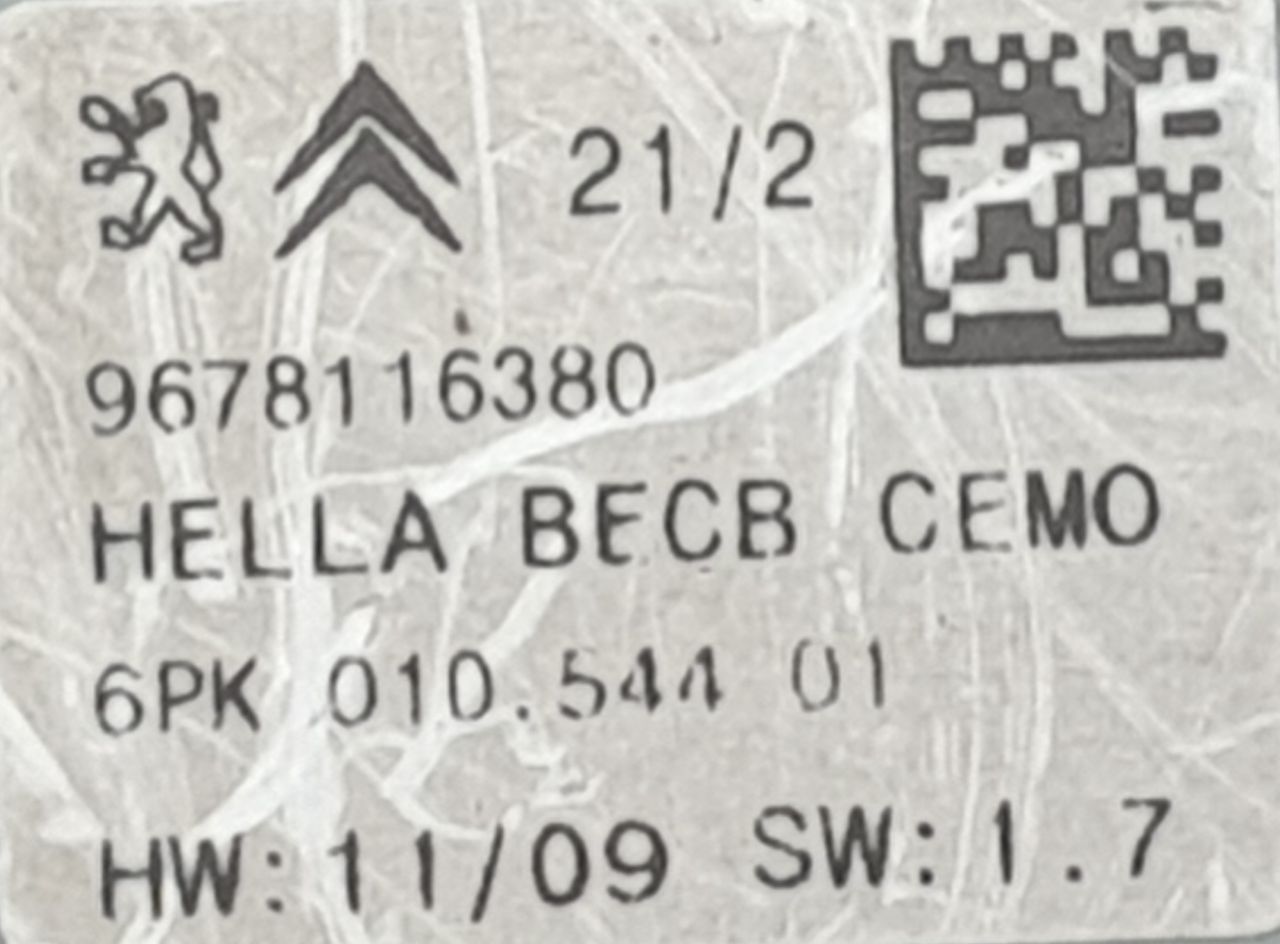 21/2
9678116380
HELLA BECB CEMO
6PK 010.544 01
HW: 11/09 SW: 1.7